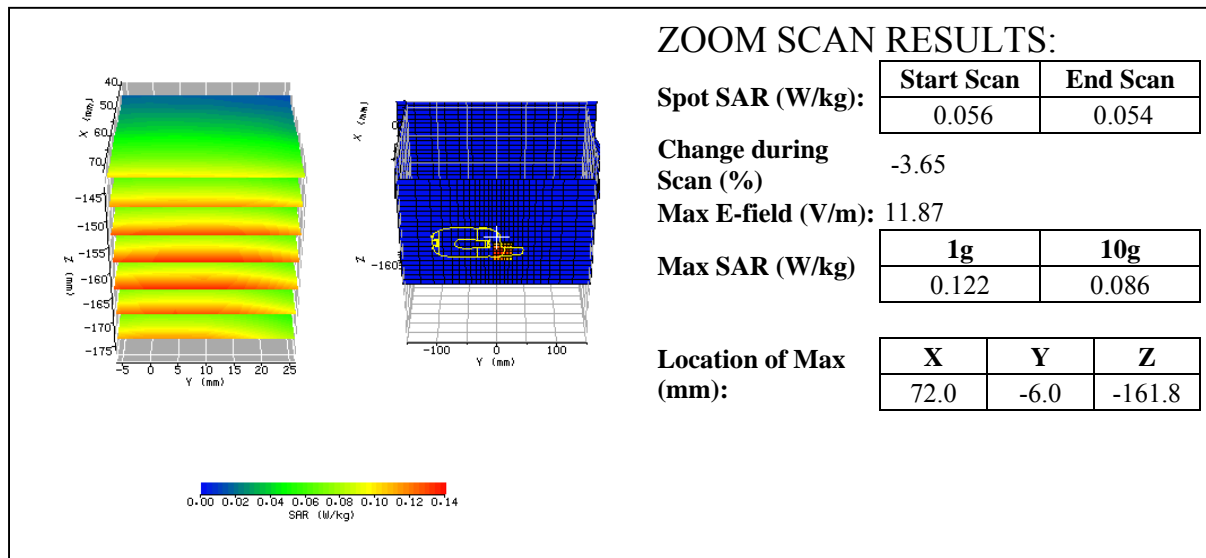 ZOOM SCAN RESULTS:
Spot SAR (W/kg):
Start Scan End Scan
0.056 0.054
Change during
Scan (%)
-3.65
Max E-field (V/m): 11.87
Max SAR (W/kg)
1g 10g
0.122 0.086
Location of Max
(mm):
X Y Z
72.0 -6.0 -161.8
40
50
60
70
X (mm)
-145
-150
-155
-160
-165
-170
-175
Z (mm)
-5 0 5 10 15 20 25
Y (mm)
X
0
Z
-160
-100 0 100
Y (mm)
0.00 0.02 0.04 0.06 0.08 0.10 0.12 0.14
SAR (W/kg)